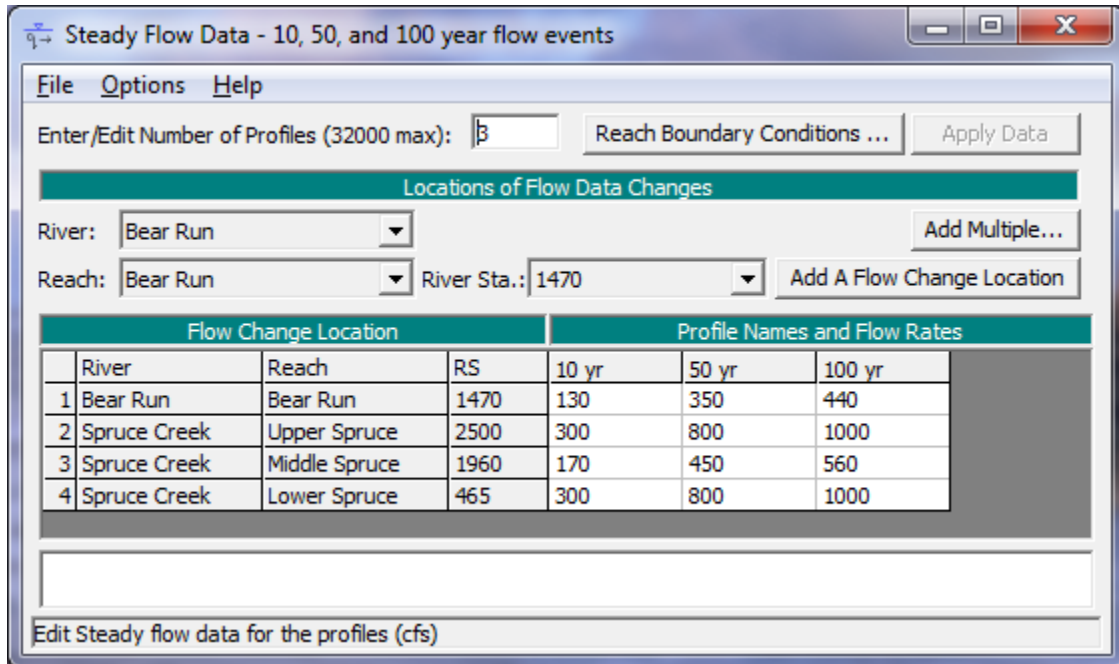 Steady Flow Data - 10, 50, and 100 year flow events
File Options Help
Enter/Edit Number of Profiles (32000 max): 3 Reach Boundary Conditions ... Apply Data
Locations of Flow Data Changes
River: Bear Run Add Multiple...
Reach: Bear Run River Sta.: 1470 Add A Flow Change Location
Flow Change Location Profile Names and Flow Rates
River Reach RS 10 yr 50 yr 100 yr
1 Bear Run Bear Run 1470 130 350 440
2 Spruce Creek Upper Spruce 2500 300 800 1000
3 Spruce Creek Middle Spruce 1960 170 450 560
4 Spruce Creek Lower Spruce 465 300 800 1000
Edit Steady flow data for the profiles (cfs)